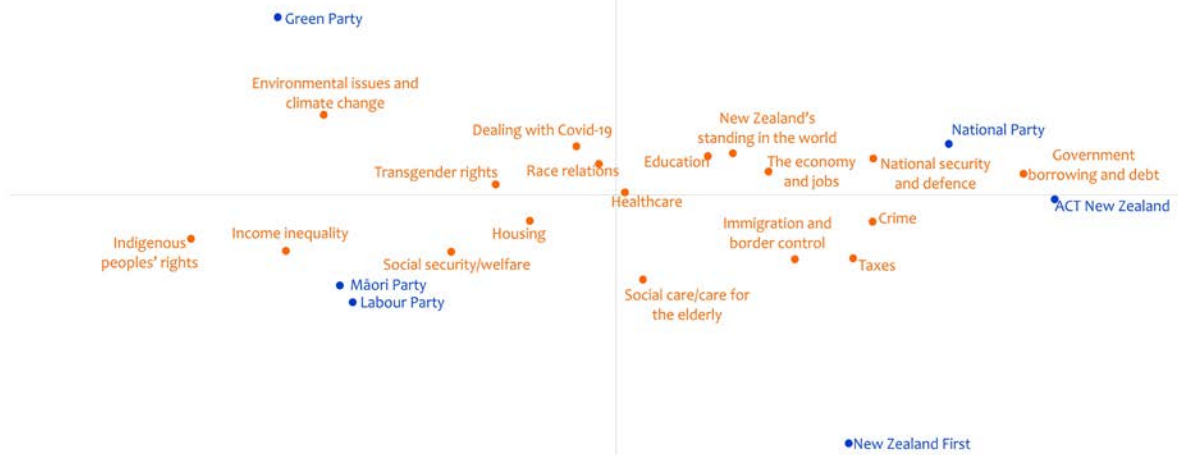 Green Party
Environmental issues and
climate change
Dealing with Covid-19
New Zealand's
standing in the world
National Party
Transgender rights
Race relations
Education
The economy
and jobs
National security
and defence
Government
borrowing and debt
Healthcare
ACT New Zealand
Indigenous
peoples' rights
Income inequality
Housing
Social security/welfare
Immigration and
border control
Crime
Taxes
Māori Party
Labour Party
Social care/care for
the elderly
New Zealand First